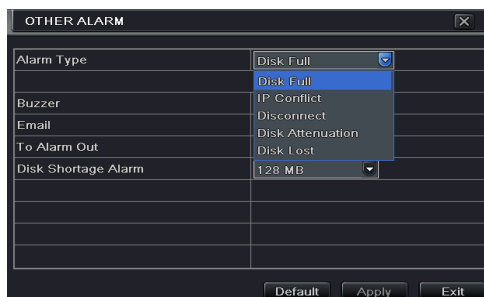 OTHER ALARM
Alarm Type
Disk Full
Disk Full
IP Conflict
Disconnect
Disk Attenuation
Disk Lost
Buzzer
Email
To Alarm Out
Disk Shortage Alarm
128 MB
Default
Apply
Exit